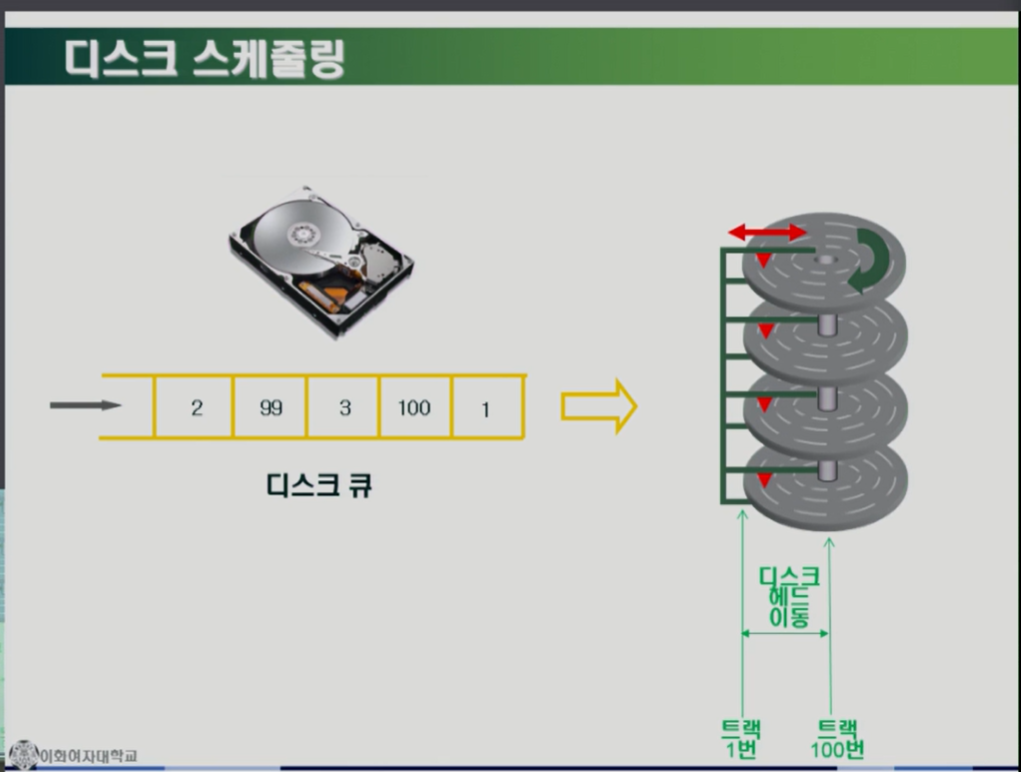 디스크 스케줄링
2 99 3 100 1
디스크 큐
디스크
헤드
이동
트랙
1번
트랙
100번
이화여자대학교